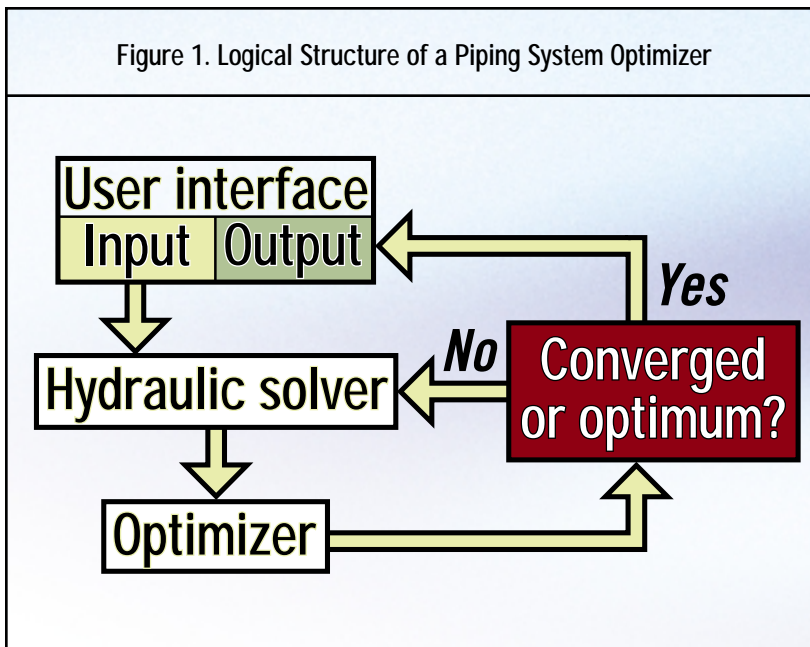 Figure 1. Logical Structure of a Piping System Optimizer
User interface
Input
Output
Yes
No
Converged
or optimum?
Hydraulic solver
Optimizer